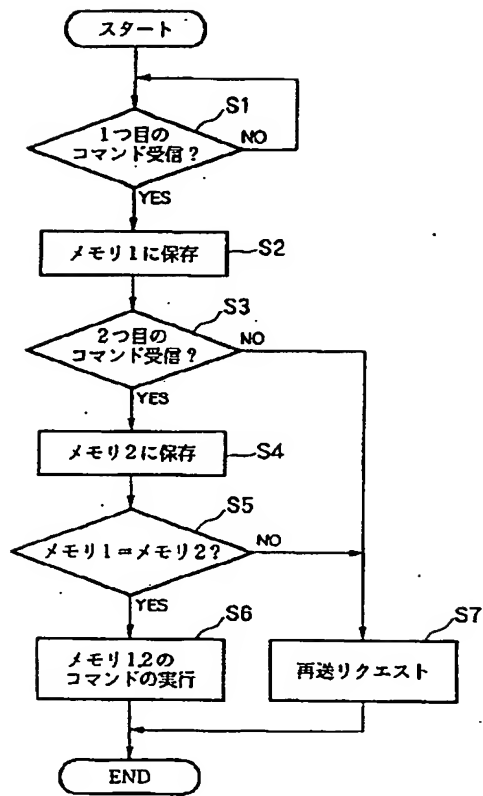 スタート
S1
1つ目の
コマンド受信?
NO
YES
メモリ1に保存
S2
S3
2つ目の
コマンド受信?
NO
YES
メモリ2に保存
S4
S5
メモリ1=メモリ2?
NO
YES
S6
メモリ1,2の
コマンドの実行
S7
再送リクエスト
END